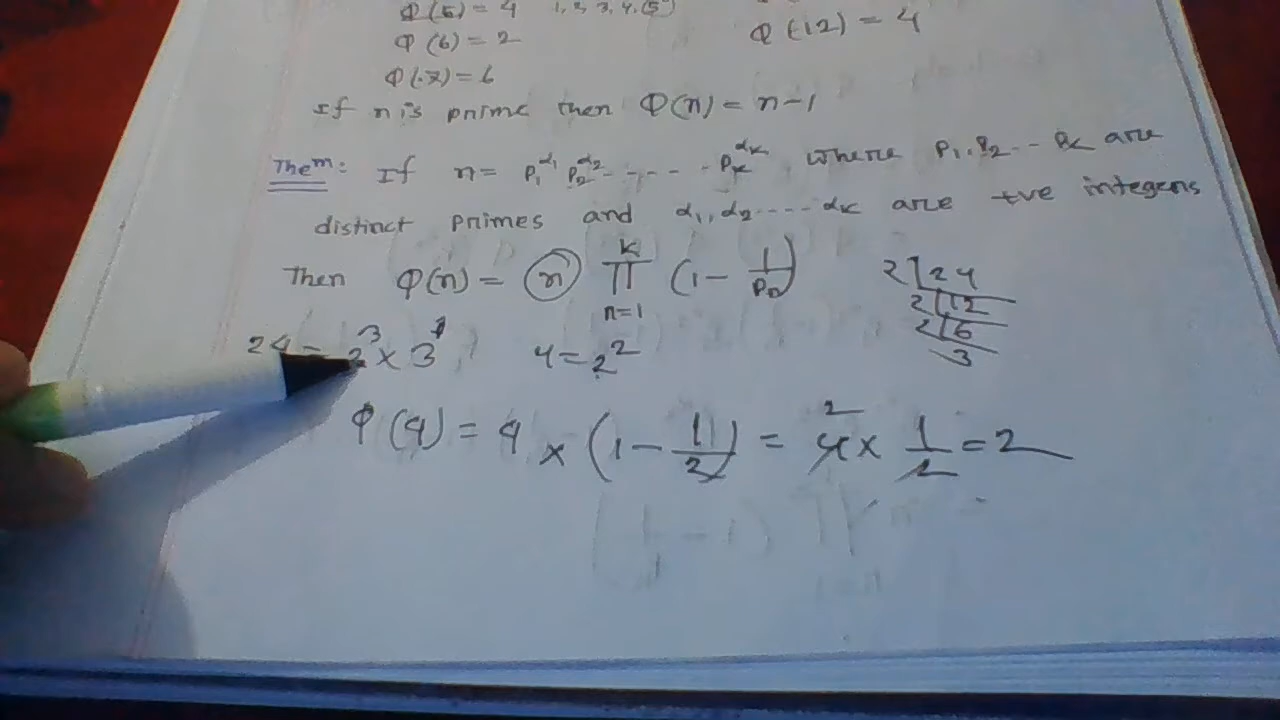 Φ(5) = 4 1, 2, 3, 4, (5)
Φ(6) = 2 Φ(12) = 4
Φ(7) = 6
If n is prime then Φ(n) = n-1
Them: If n = p₁^α₁ p₂^α₂ - - - - - pₖ^αₖ, where p₁, p₂ -- pₖ are
distinct primes and α₁, α₂ ---- αₖ are +ve integers
Then Φ(n) = n k∏n=1 (1 - 1/pₙ)
2 | 24
2 | 12
2 | 6
3
24 = 2³ × 3¹ 4 = 2²
Φ(4) = 4 × (1 - 1/2) = 4² × 1/2 = 2